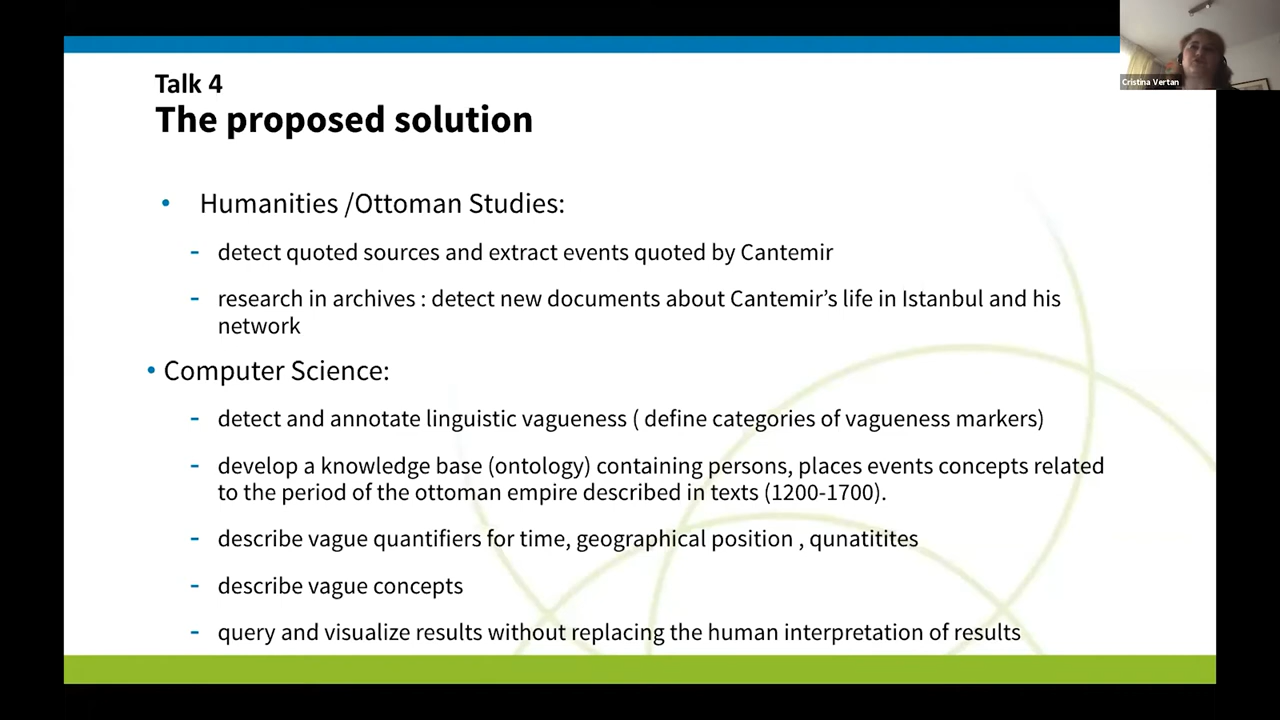 Talk 4
The proposed solution
Cristina Vertan
• Humanities /Ottoman Studies:
- detect quoted sources and extract events quoted by Cantemir
- research in archives : detect new documents about Cantemir’s life in Istanbul and his
network
• Computer Science:
- detect and annotate linguistic vagueness ( define categories of vagueness markers)
- develop a knowledge base (ontology) containing persons, places events concepts related
to the period of the ottoman empire described in texts (1200-1700).
- describe vague quantifiers for time, geographical position , qunatitites
- describe vague concepts
- query and visualize results without replacing the human interpretation of results